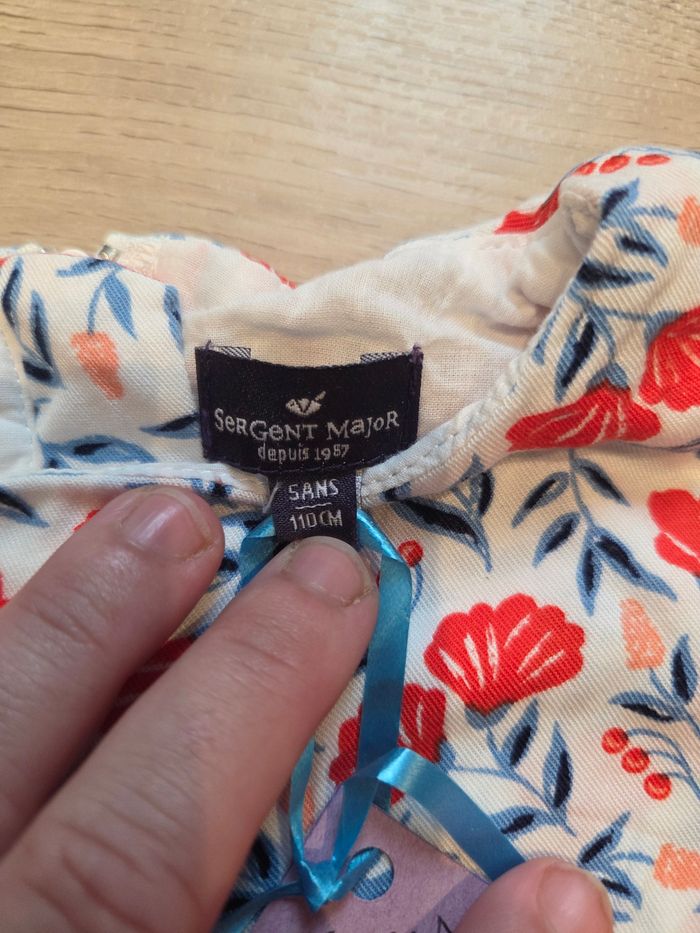 SerGent Major
depuis 1987
5ANS
110CM